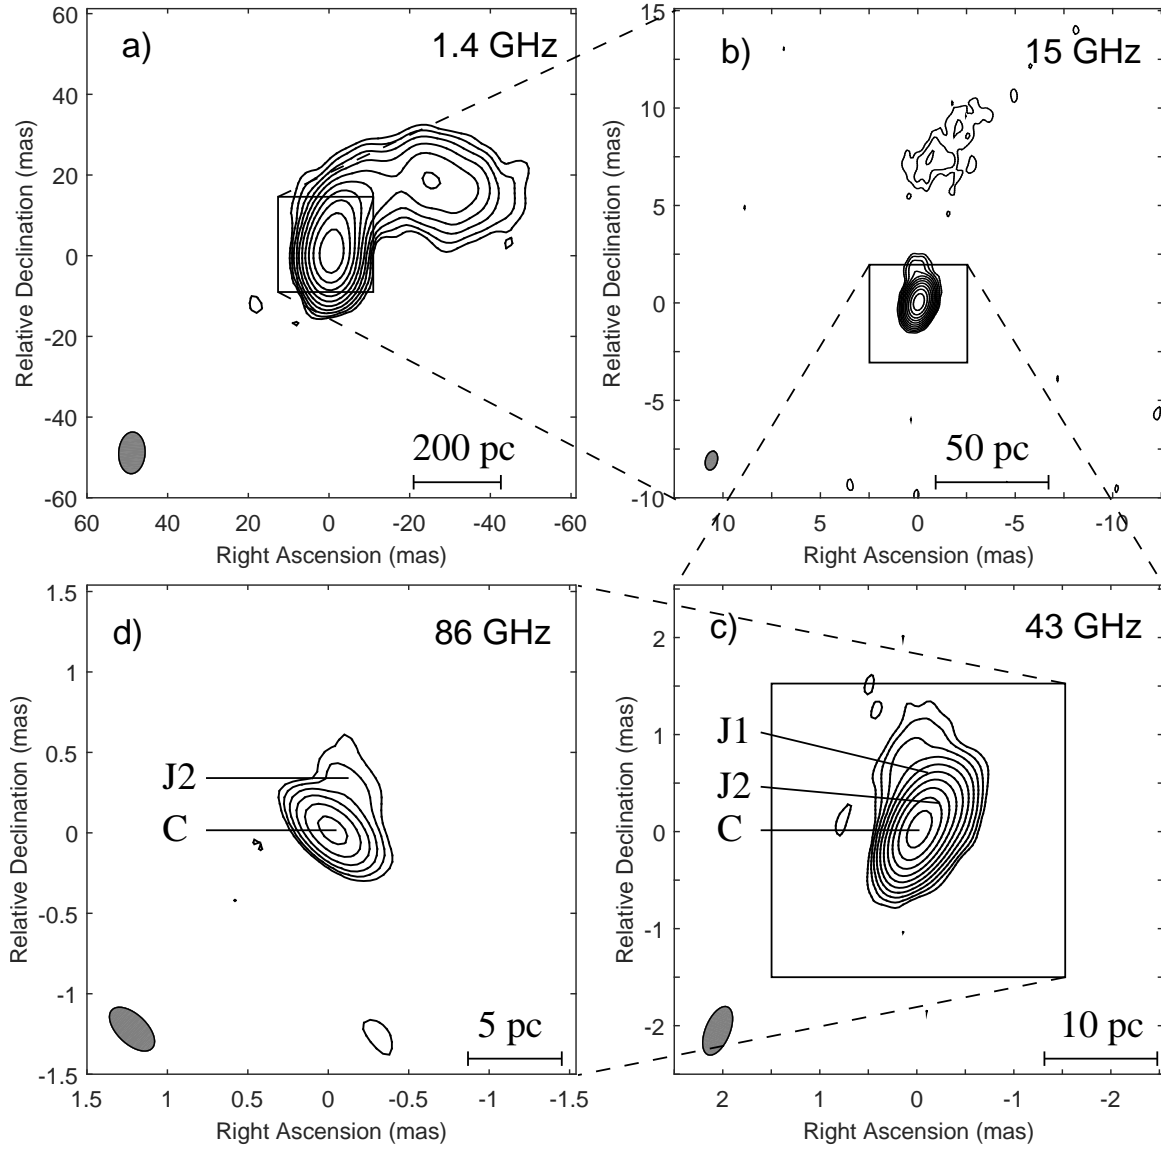 a) 1.4 GHz
60
40
20
0
-20
-40
-60
Relative Declination (mas)
200 pc
60 40 20 0 -20 -40 -60
Right Ascension (mas)
b) 15 GHz
15
10
5
0
-5
-10
Relative Declination (mas)
50 pc
10 5 0 -5 -10
Right Ascension (mas)
d) 86 GHz
1.5
1
0.5
0
-0.5
-1
-1.5
Relative Declination (mas)
J2
C
5 pc
1.5 1 0.5 0 -0.5 -1 -1.5
Right Ascension (mas)
c) 43 GHz
2
1
0
-1
-2
Relative Declination (mas)
J1
J2
C
10 pc
2 1 0 -1 -2
Right Ascension (mas)